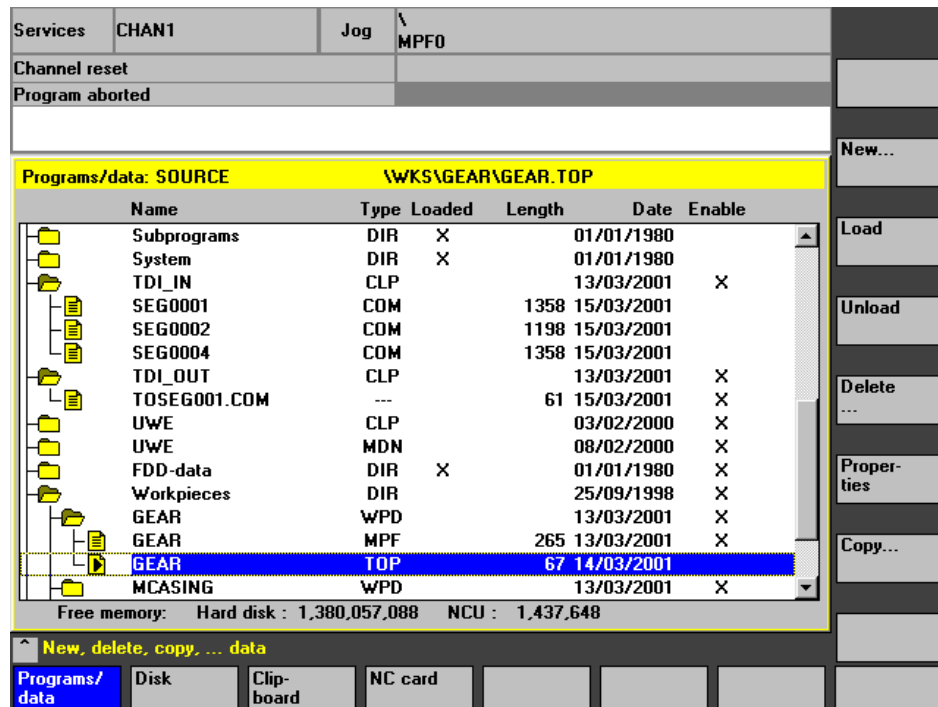 Services CHAN1 Jog \
MPF0
Channel reset
Program aborted
Programs/data: SOURCE \WKS\GEAR\GEAR.TOP
Name Type Loaded Length Date Enable
Subprograms DIR X 01/01/1980
System DIR X 01/01/1980
TDI_IN CLP 13/03/2001 X
SEG0001 COM 1358 15/03/2001
SEG0002 COM 1198 15/03/2001
SEG0004 COM 1358 15/03/2001
TDI_OUT CLP 13/03/2001 X
TOSEG001.COM --- 61 15/03/2001 X
UWE CLP 03/02/2000 X
UWE MDN 08/02/2000 X
FDD-data DIR X 01/01/1980 X
Workpieces DIR 25/09/1998 X
GEAR WPD 13/03/2001 X
GEAR MPF 265 13/03/2001 X
GEAR TOP 67 14/03/2001
MCASING WPD 13/03/2001 X
Free memory: Hard disk : 1,380,057,088 NCU : 1,437,648
^ New, delete, copy, ... data
Programs/
data
Disk
Clip-
board
NC card
New...
Load
Unload
Delete
...
Proper-
ties
Copy...